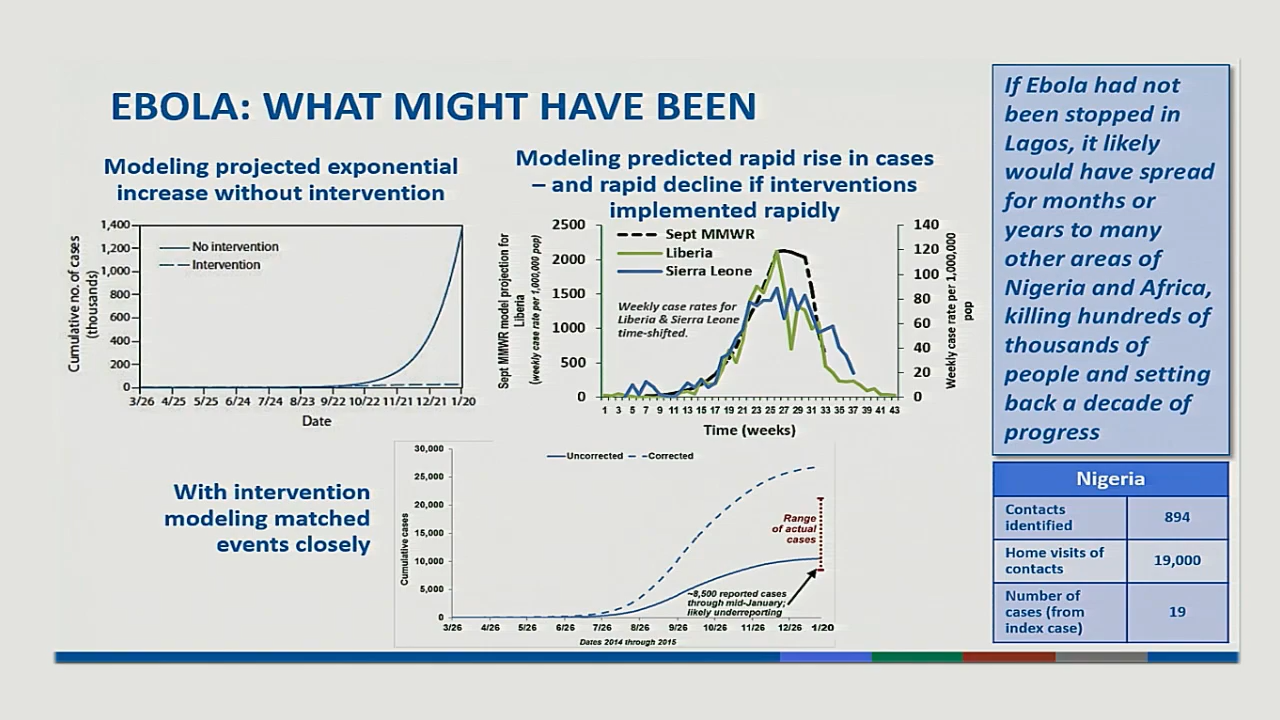 EBOLA: WHAT MIGHT HAVE BEEN
Modeling projected exponential
increase without intervention
1,400
1,200
1,000
800
600
400
200
0
Cumulative no. of cases
(thousands)
No intervention
Intervention
3/26 4/25 5/25 6/24 7/24 8/23 9/22 10/22 11/21 12/21 1/20
Date
Modeling predicted rapid rise in cases
– and rapid decline if interventions
implemented rapidly
2500
2000
1500
1000
500
0
Sept MMWR model projection for
Liberia
(weekly case rate per 1,000,000 pop)
Sept MMWR
Liberia
Sierra Leone
Weekly case rates for
Liberia & Sierra Leone
time-shifted.
140
120
100
80
60
40
20
0
Weekly case rate per 1,000,000
pop
1 3 5 7 9 11 13 15 17 19 21 23 25 27 29 31 33 35 37 39 41 43
Time (weeks)
With intervention
modeling matched
events closely
30,000
25,000
20,000
15,000
10,000
5,000
0
Cumulative cases
Uncorrected
Corrected
Range
of actual
cases
~8,500 reported cases
through mid-January;
likely underreporting
3/26 4/26 5/26 6/26 7/26 8/26 9/26 10/26 11/26 12/26 1/20
Dates 2014 through 2015
If Ebola had not
been stopped in
Lagos, it likely
would have spread
for months or
years to many
other areas of
Nigeria and Africa,
killing hundreds of
thousands of
people and setting
back a decade of
progress
Nigeria
Contacts
identified
894
Home visits of
contacts
19,000
Number of
cases (from
index case)
19